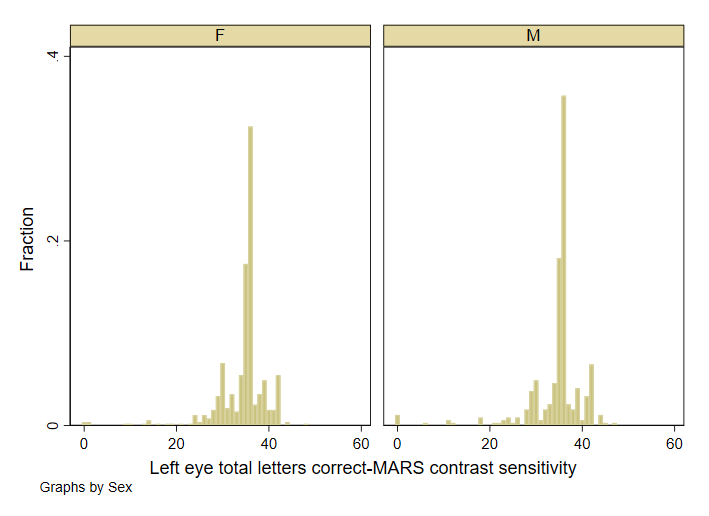 F
M
.4
.2
0
Fraction
0 20 40 60
0 20 40 60
Left eye total letters correct-MARS contrast sensitivity
Graphs by Sex